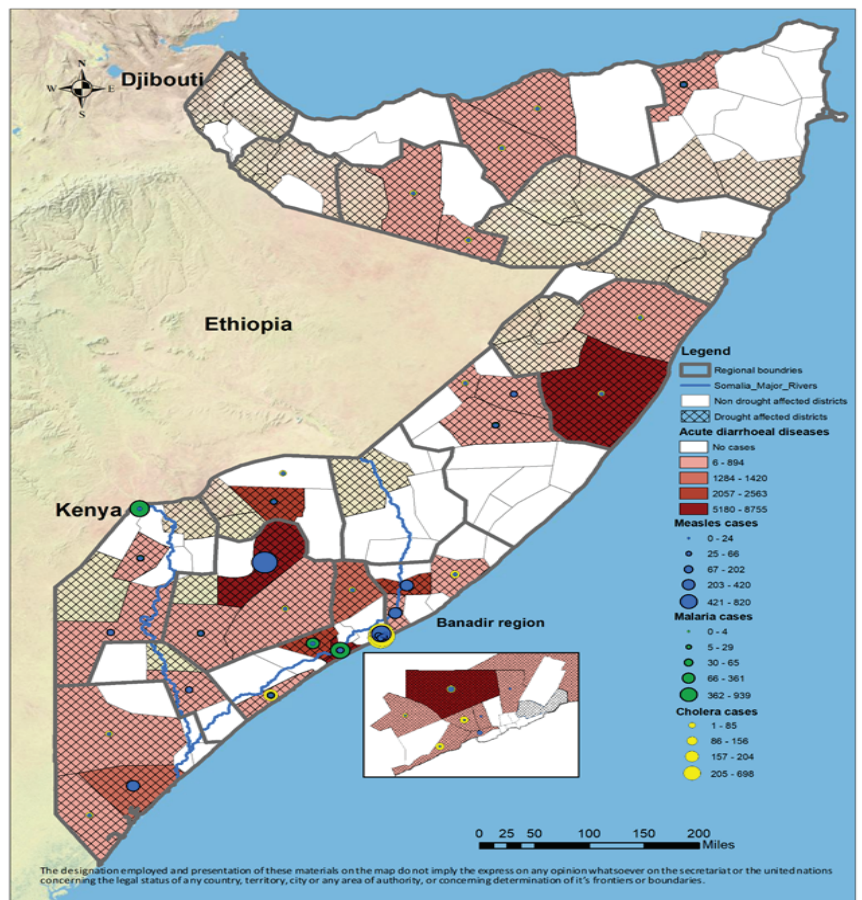 N
W E
S
Djibouti
Ethiopia
Kenya
Banadir region
Legend
Regional boundries
Somalia_Major_Rivers
Non drought affected districts
Drought affected districts
Acute diarrhoeal diseases
No cases
6 - 894
1284 - 1420
2057 - 2563
5180 - 8755
Measles cases
0 - 24
25 - 66
67 - 202
203 - 420
421 - 820
Malaria cases
0 - 4
5 - 29
30 - 65
66 - 361
362 - 939
Cholera cases
1 - 85
86 - 156
157 - 204
205 - 698
0 25 50 100 150 200
Miles
The designation employed and presentation of these materials on the map do not imply the express on any opinion whatsoever on the secretariat or the united nations
concerning the legal status of any country, territory, city or any area of authority, or concerning determination of it's frontiers or boundaries.